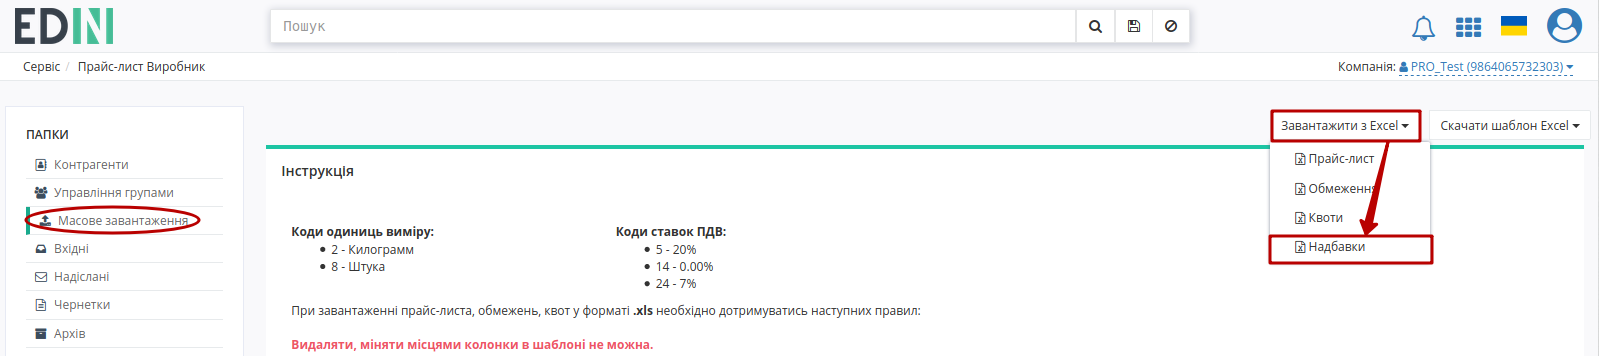 EDIN
Пошук
Сервіс / Прайс-лист Виробник
Компанія: PRO_Test (9864065732303)
ПАПКИ
Контрагенти
Управління групами
Масове завантаження
Вхідні
Надіслані
Чернетки
Архів
Завантажити з Excel
Скачати шаблон Excel
Прайс-лист
Обмеження
Квоти
Надбавки
Інструкція
Коди одиниць виміру:
2 - Килограмм
8 - Штука
Коди ставок ПДВ:
5 - 20%
14 - 0.00%
24 - 7%
При завантаженні прайс-листа, обмежень, квот у форматі .xls необхідно дотримуватись наступних правил:
Видаляти, міняти місцями колонки в шаблоні не можна.